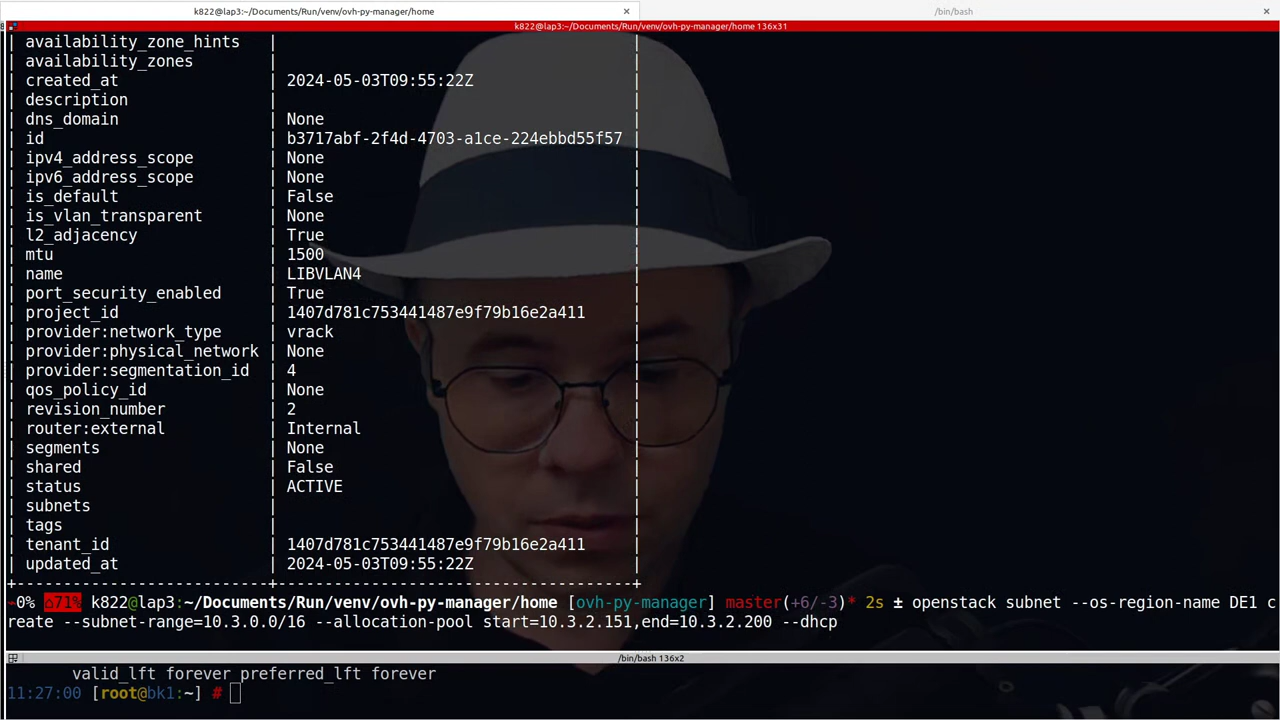 k822@lap3:~/Documents/Run/venv/ovh-py-manager/home
/bin/bash
k822@lap3:~/Documents/Run/venv/ovh-py-manager/home 136x31
| availability_zone_hints | |
| availability_zones | |
| created_at | 2024-05-03T09:55:22Z |
| description | |
| dns_domain | None |
| id | b3717abf-2f4d-4703-a1ce-224ebbd55f57 |
| ipv4_address_scope | None |
| ipv6_address_scope | None |
| is_default | False |
| is_vlan_transparent | None |
| l2_adjacency | True |
| mtu | 1500 |
| name | LIBVLAN4 |
| port_security_enabled | True |
| project_id | 1407d781c753441487e9f79b16e2a411 |
| provider:network_type | vrack |
| provider:physical_network | None |
| provider:segmentation_id | 4 |
| qos_policy_id | None |
| revision_number | 2 |
| router:external | Internal |
| segments | None |
| shared | False |
| status | ACTIVE |
| subnets | |
| tags | |
| tenant_id | 1407d781c753441487e9f79b16e2a411 |
| updated_at | 2024-05-03T09:55:22Z |
+---------------------------+--------------------------------------+
~0% ⌂71% k822@lap3:~/Documents/Run/venv/ovh-py-manager/home [ovh-py-manager] master(+6/-3)* 2s ± openstack subnet --os-region-name DE1 c
reate --subnet-range=10.3.0.0/16 --allocation-pool start=10.3.2.151,end=10.3.2.200 --dhcp
/bin/bash 136x2
valid_lft forever preferred_lft forever
11:27:00 [root@bk1:~] #